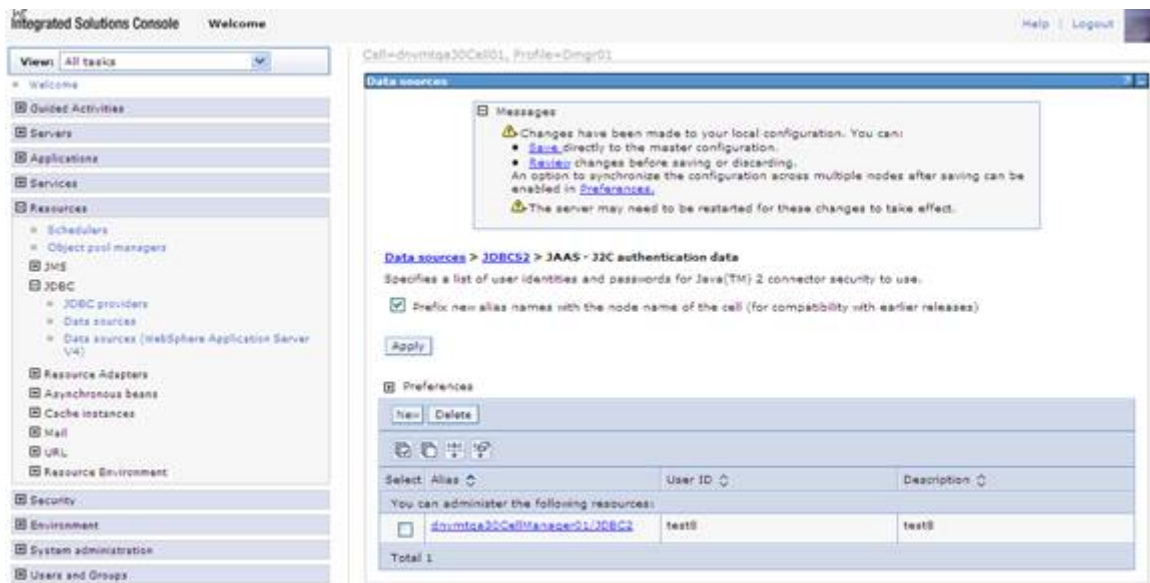 Integrated Solutions Console Welcome Help | Logout
View: All tasks
Welcome
Guided Activities
Servers
Applications
Services
Resources
Schedulers
Object pool managers
JMS
JDBC
JDBC providers
Data sources
Data sources (WebSphere Application Server
V4)
Resource Adapters
Asynchronous beans
Cache instances
Mail
URL
Resource Environment
Security
Environment
System administration
Users and Groups
Cell=dnvmtqa30Cell01, Profile=Dmgr01
Data sources ? -
Messages
Changes have been made to your local configuration. You can:
Save directly to the master configuration.
Review changes before saving or discarding.
An option to synchronize the configuration across multiple nodes after saving can be
enabled in Preferences.
The server may need to be restarted for these changes to take effect.
Data sources > JDBCS2 > JAAS - J2C authentication data
Specifies a list of user identities and passwords for Java(TM) 2 connector security to use.
Prefix new alias names with the node name of the cell (for compatibility with earlier releases)
Apply
Preferences
New Delete
Select Alias User ID Description
You can administer the following resources:
dnvmtqa30CellManager01/JDBC2 test8 test8
Total 1